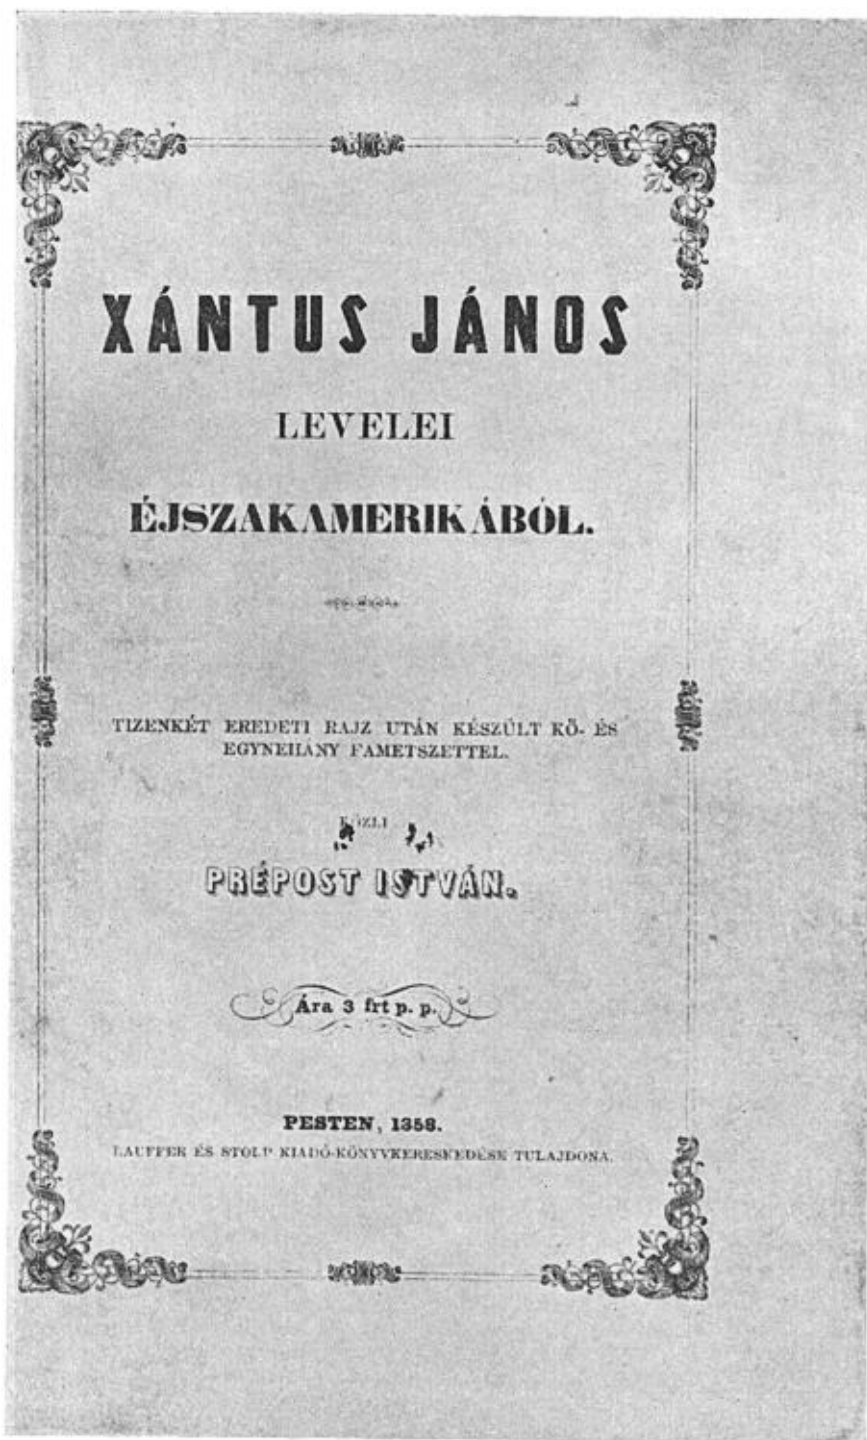 XÁNTUS JÁNOS
LEVELEI
ÉJSZAKAMERIKÁBÓL.
TIZENKÉT EREDETI RAJZ UTÁN KÉSZÜLT KŐ- ÉS
EGYNEHÁNY FAMETSZETTEL.
KÖZLI
PRÉPOST ISTVÁN.
Ára 3 frt p. p.
PESTEN, 1858.
LAUFFER ÉS STOLP KIADÓ-KÖNYVKERESKEDÉSE TULAJDONA.